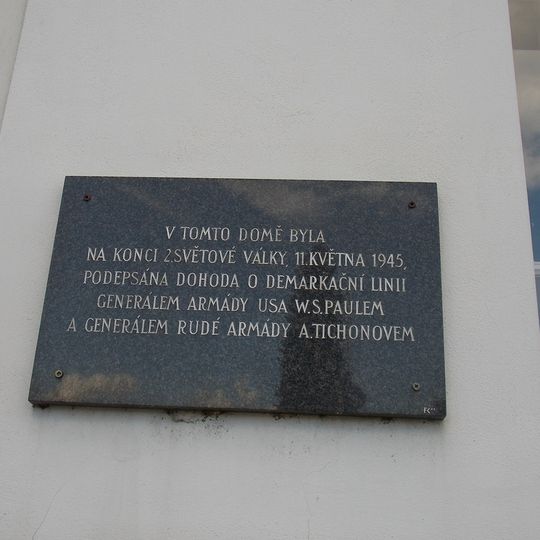 V TOMTO DOMĚ BYLA
NA KONCI 2.SVĚTOVÉ VÁLKY, 11.KVĚTNA 1945,
PODEPSÁNA DOHODA O DEMARKAČNÍ LINII
GENERÁLEM ARMÁDY USA W.S.PAULEM
A GENERÁLEM RUDÉ ARMÁDY A.TICHONOVEM